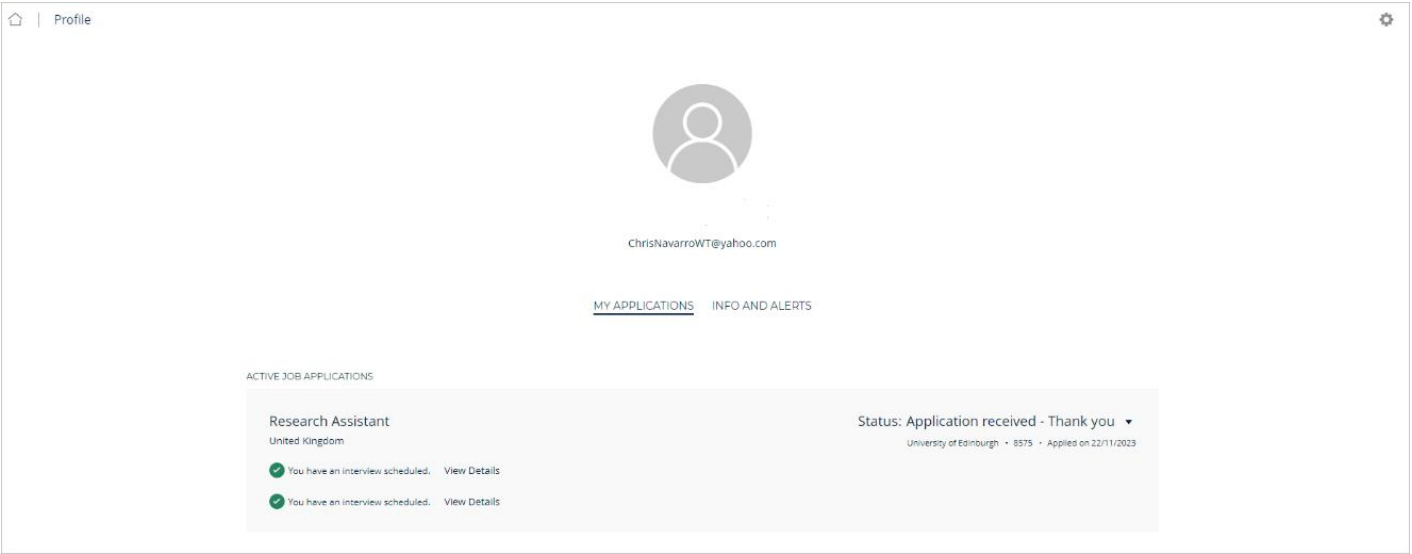 Profile
ChrisNavarroWT@yahoo.com
MY APPLICATIONS INFO AND ALERTS
ACTIVE JOB APPLICATIONS
Research Assistant
Status: Application received - Thank you
United Kingdom
University of Edinburgh • 8575 • Applied on 22/11/2023
You have an interview scheduled. View Details
You have an interview scheduled. View Details